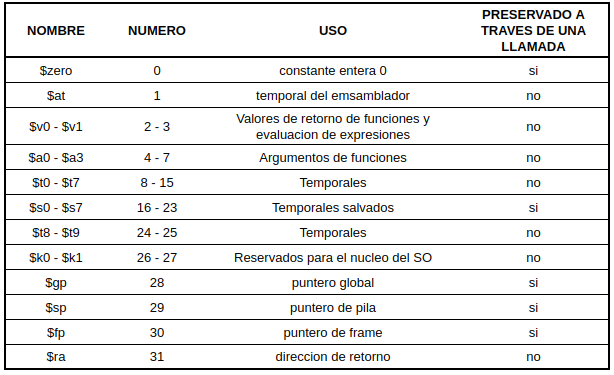 NOMBRE NUMERO USO PRESERVADO A TRAVES DE UNA LLAMADA
$zero 0 constante entera 0 si
$at 1 temporal del emsamblador no
$v0 - $v1 2 - 3 Valores de retorno de funciones y evaluacion de expresiones no
$a0 - $a3 4 - 7 Argumentos de funciones no
$t0 - $t7 8 - 15 Temporales no
$s0 - $s7 16 - 23 Temporales salvados si
$t8 - $t9 24 - 25 Temporales no
$k0 - $k1 26 - 27 Reservados para el nucleo del SO no
$gp 28 puntero global si
$sp 29 puntero de pila si
$fp 30 puntero de frame si
$ra 31 direccion de retorno no